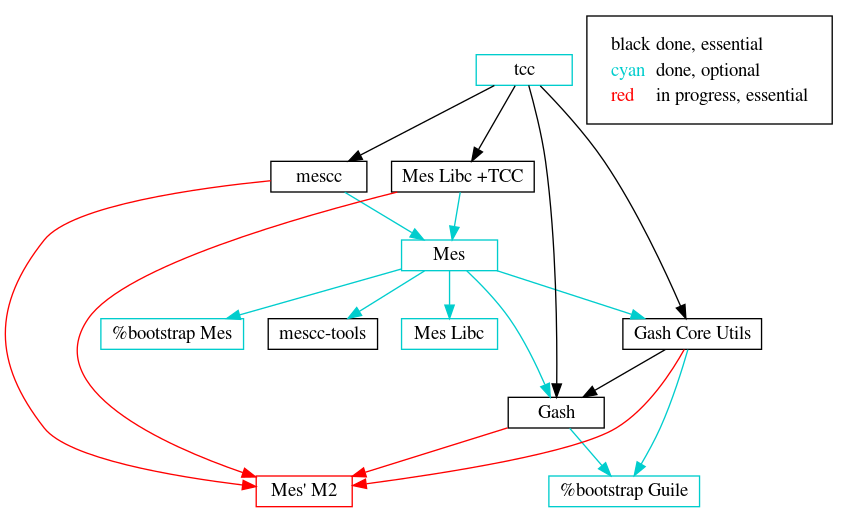 black done, essential
cyan done, optional
red in progress, essential
tcc
mescc
Mes Libc +TCC
Mes
%bootstrap Mes
mescc-tools
Mes Libc
Gash Core Utils
Gash
Mes' M2
%bootstrap Guile